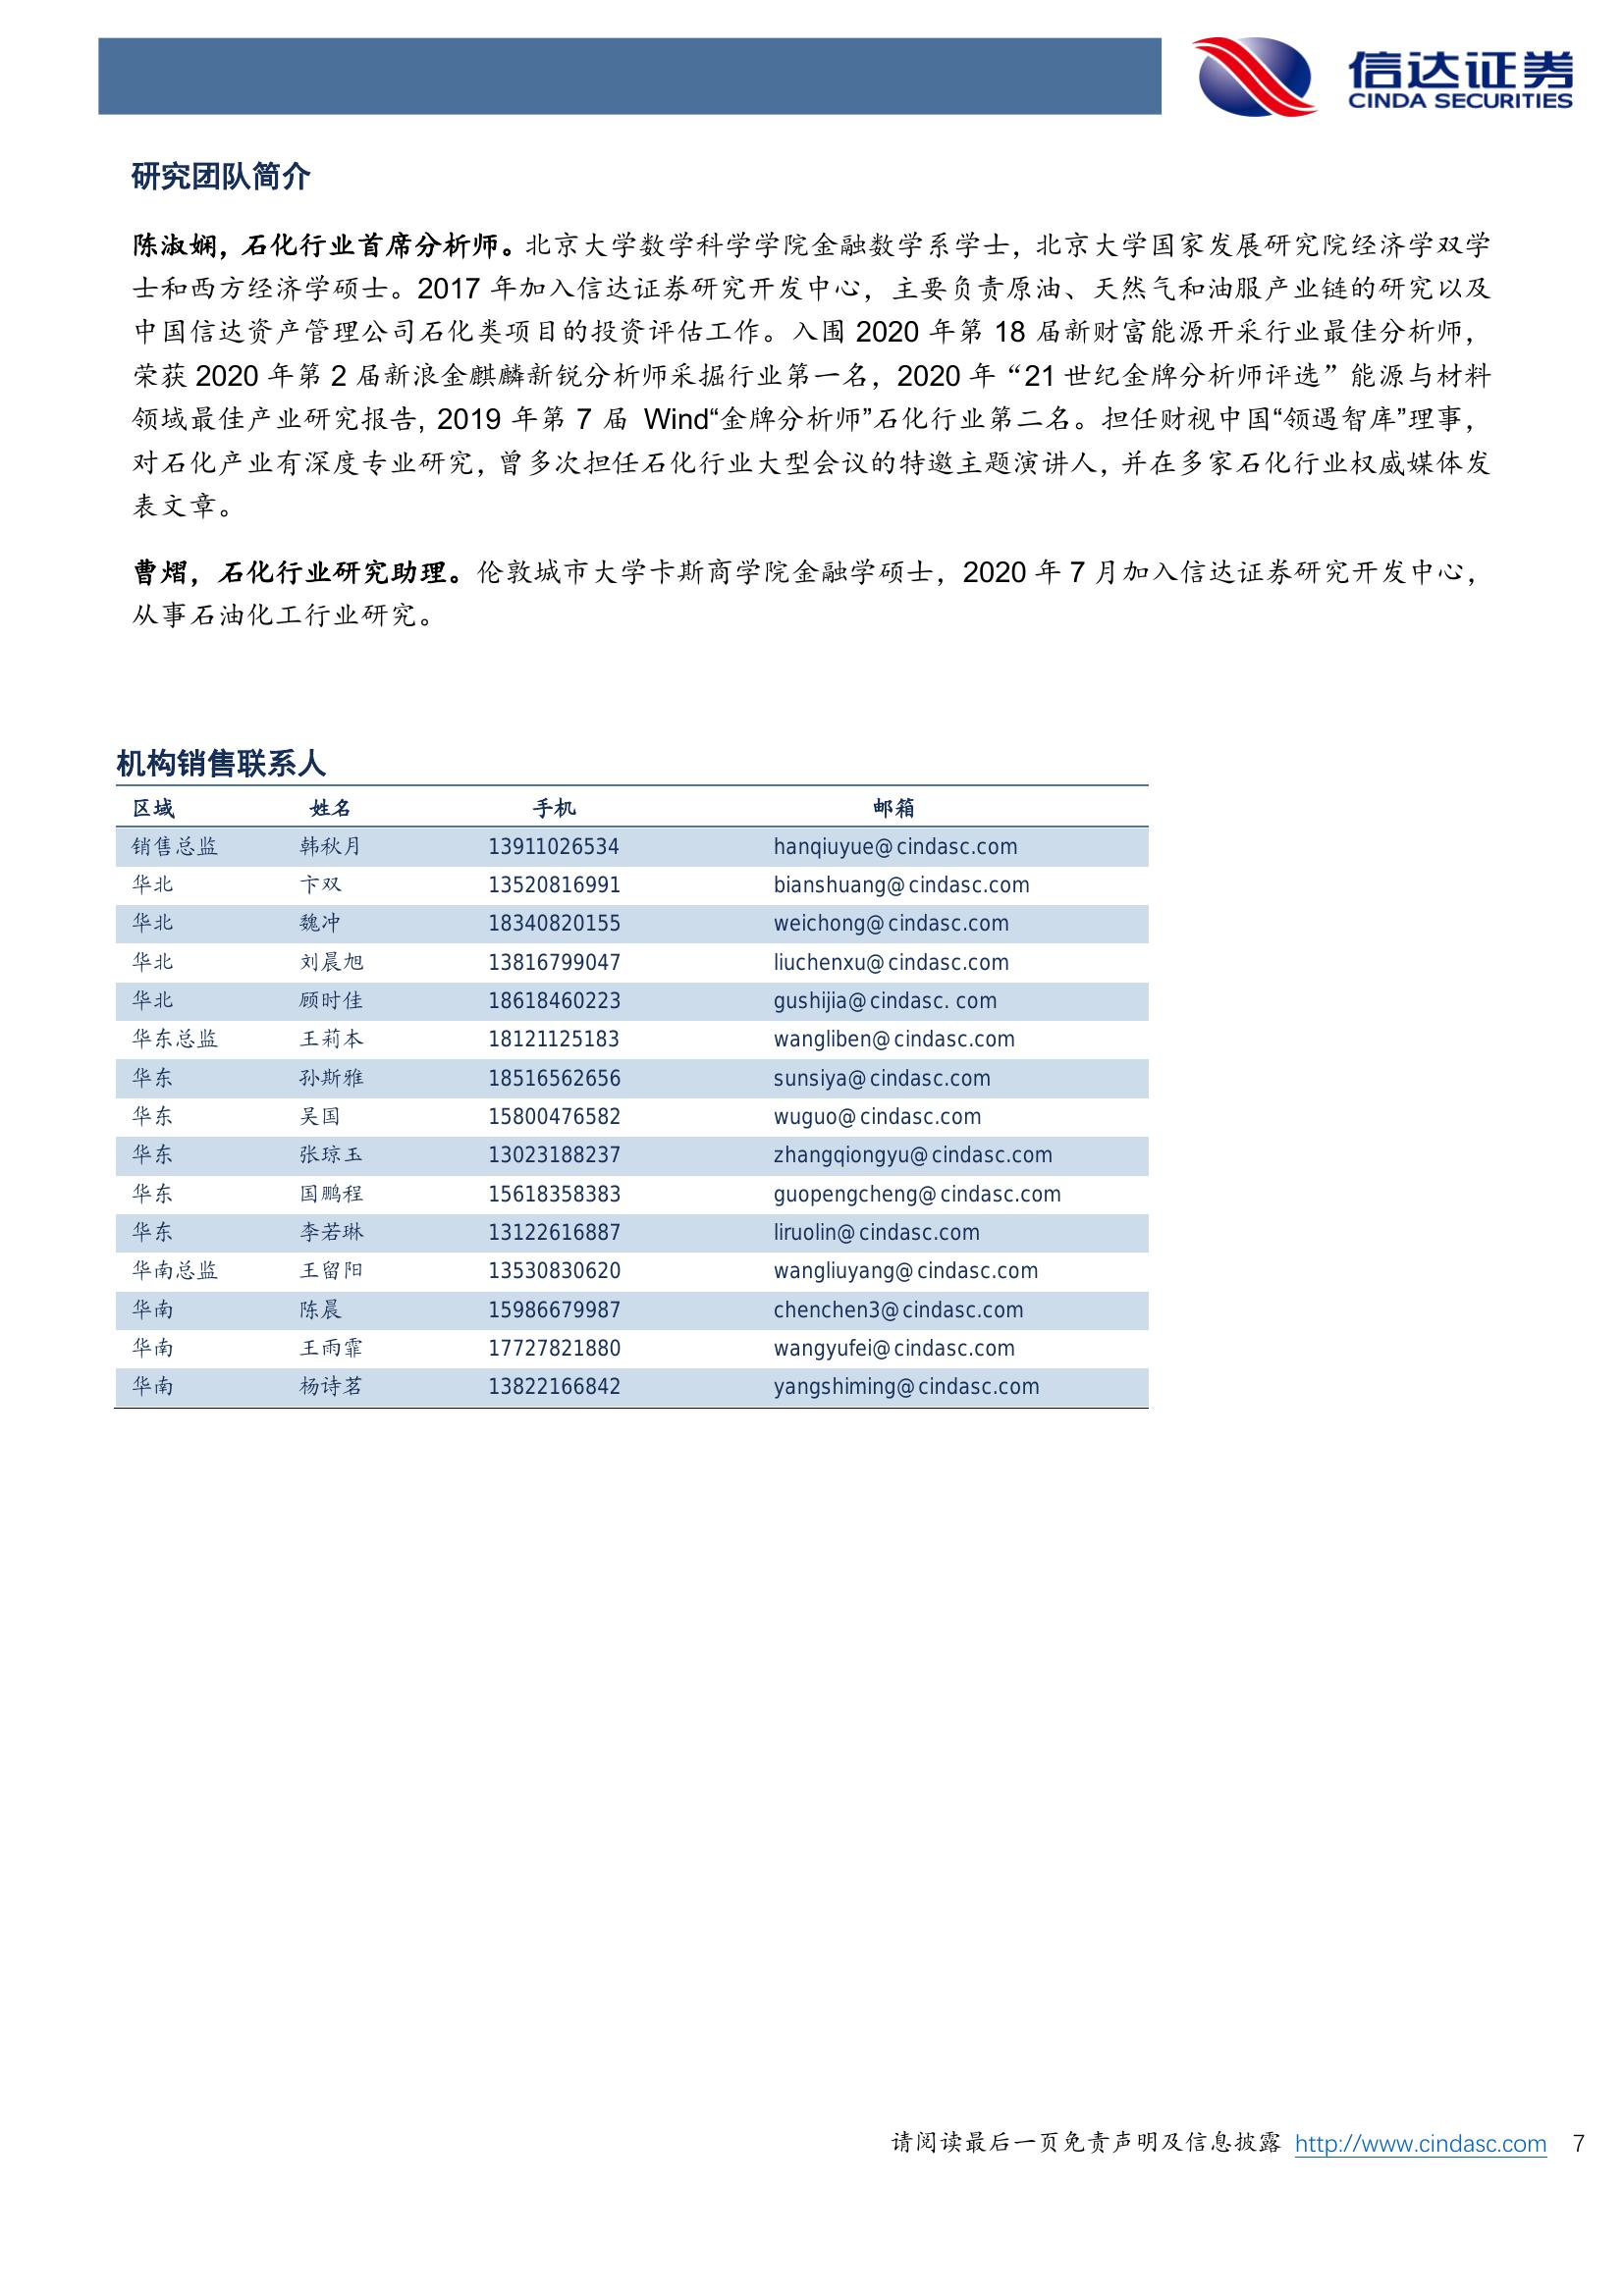 信达证券
CINDA SECURITIES
研究团队简介
陈淑娴,石化行业首席分析师。北京大学数学科学学院金融数学系学士，北京大学国家发展研究院经济学双学
士和西方经济学硕士。2017 年加入信达证券研究开发中心，主要负责原油、天然气和油服产业链的研究以及
中国信达资产管理公司石化类项目的投资评估工作。入围 2020 年第 18 届新财富能源开采行业最佳分析师，
荣获 2020 年第 2 届新浪金麒麟新锐分析师采掘行业第一名，2020 年“21 世纪金牌分析师评选”能源与材料
领域最佳产业研究报告, 2019 年第 7 届 Wind“金牌分析师”石化行业第二名。担任财视中国“领遇智库”理事，
对石化产业有深度专业研究,曾多次担任石化行业大型会议的特邀主题演讲人,并在多家石化行业权威媒体发
表文章。
曹熠，石化行业研究助理。伦敦城市大学卡斯商学院金融学硕士，2020 年 7 月加入信达证券研究开发中心，
从事石油化工行业研究。
机构销售联系人
区域 姓名 手机 邮箱
销售总监 韩秋月 13911026534 hanqiuyue@cindasc.com
华北 卞双 13520816991 bianshuang@cindasc.com
华北 魏冲 18340820155 weichong@cindasc.com
华北 刘晨旭 13816799047 liuchenxu@cindasc.com
华北 顾时佳 18618460223 gushijia@cindasc. com
华东总监 王莉本 18121125183 wangliben@cindasc.com
华东 孙斯雅 18516562656 sunsiya@cindasc.com
华东 吴国 15800476582 wuguo@cindasc.com
华东 张琼玉 13023188237 zhangqiongyu@cindasc.com
华东 国鹏程 15618358383 guopengcheng@cindasc.com
华东 李若琳 13122616887 liruolin@cindasc.com
华南总监 王留阳 13530830620 wangliuyang@cindasc.com
华南 陈晨 15986679987 chenchen3@cindasc.com
华南 王雨霏 17727821880 wangyufei@cindasc.com
华南 杨诗茗 13822166842 yangshiming@cindasc.com
请阅读最后一页免责声明及信息披露 http://www.cindasc.com 7